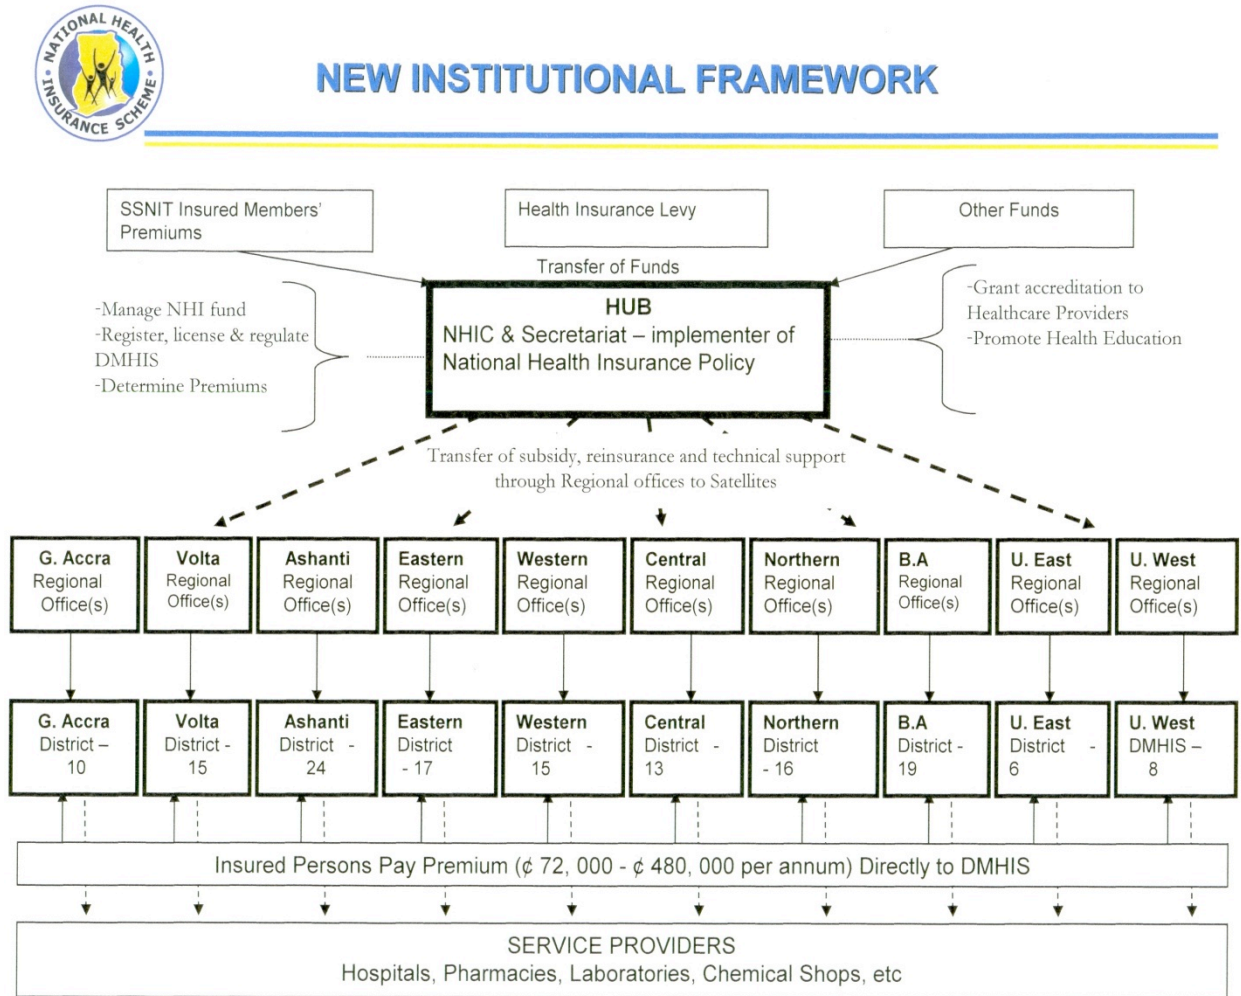 NATIONAL HEALTH
INSURANCE SCHEME
NEW INSTITUTIONAL FRAMEWORK
SSNIT Insured Members'
Premiums
Health Insurance Levy
Other Funds
Transfer of Funds
-Manage NHI fund
-Register, license & regulate
DMHIS
-Determine Premiums
HUB
NHIC & Secretariat – implementer of
National Health Insurance Policy
-Grant accreditation to
Healthcare Providers
-Promote Health Education
Transfer of subsidy, reinsurance and technical support
through Regional offices to Satellites
G. Accra
Regional
Office(s)
Volta
Regional
Office(s)
Ashanti
Regional
Office(s)
Eastern
Regional
Office(s)
Western
Regional
Office(s)
Central
Regional
Office(s)
Northern
Regional
Office(s)
B.A
Regional
Office(s)
U. East
Regional
Office(s)
U. West
Regional
Office(s)
G. Accra
District –
10
Volta
District -
15
Ashanti
District -
24
Eastern
District
- 17
Western
District -
15
Central
District -
13
Northern
District
- 16
B.A
District -
19
U. East
District -
6
U. West
DMHIS –
8
Insured Persons Pay Premium (¢ 72, 000 - ¢ 480, 000 per annum) Directly to DMHIS
SERVICE PROVIDERS
Hospitals, Pharmacies, Laboratories, Chemical Shops, etc